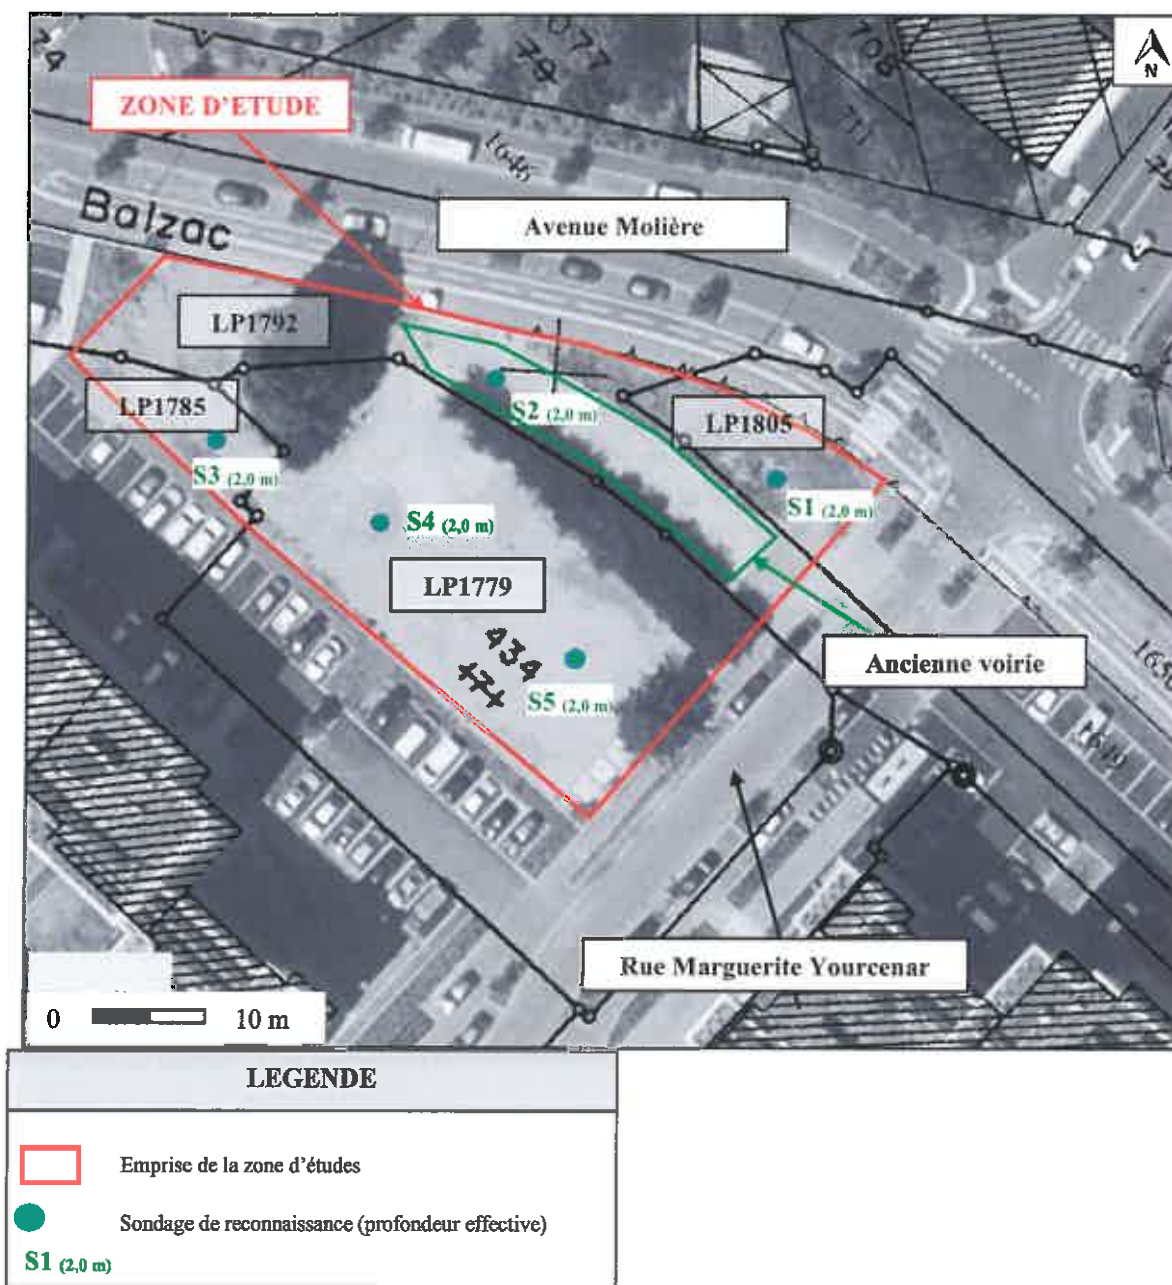 N
ZONE D'ETUDE
1646
Balzac
Avenue Molière
LP1792
LP1785
S2 (2,0 m)
LP1805
S3 (2,0 m)
S1 (2,0 m)
S4 (2,0 m)
LP1779
434
Ancienne voirie
S5 (2,0 m)
Rue Marguerite Yourcenar
0 10 m
LEGENDE
Emprise de la zone d'études
Sondage de reconnaissance (profondeur effective)
S1 (2,0 m)